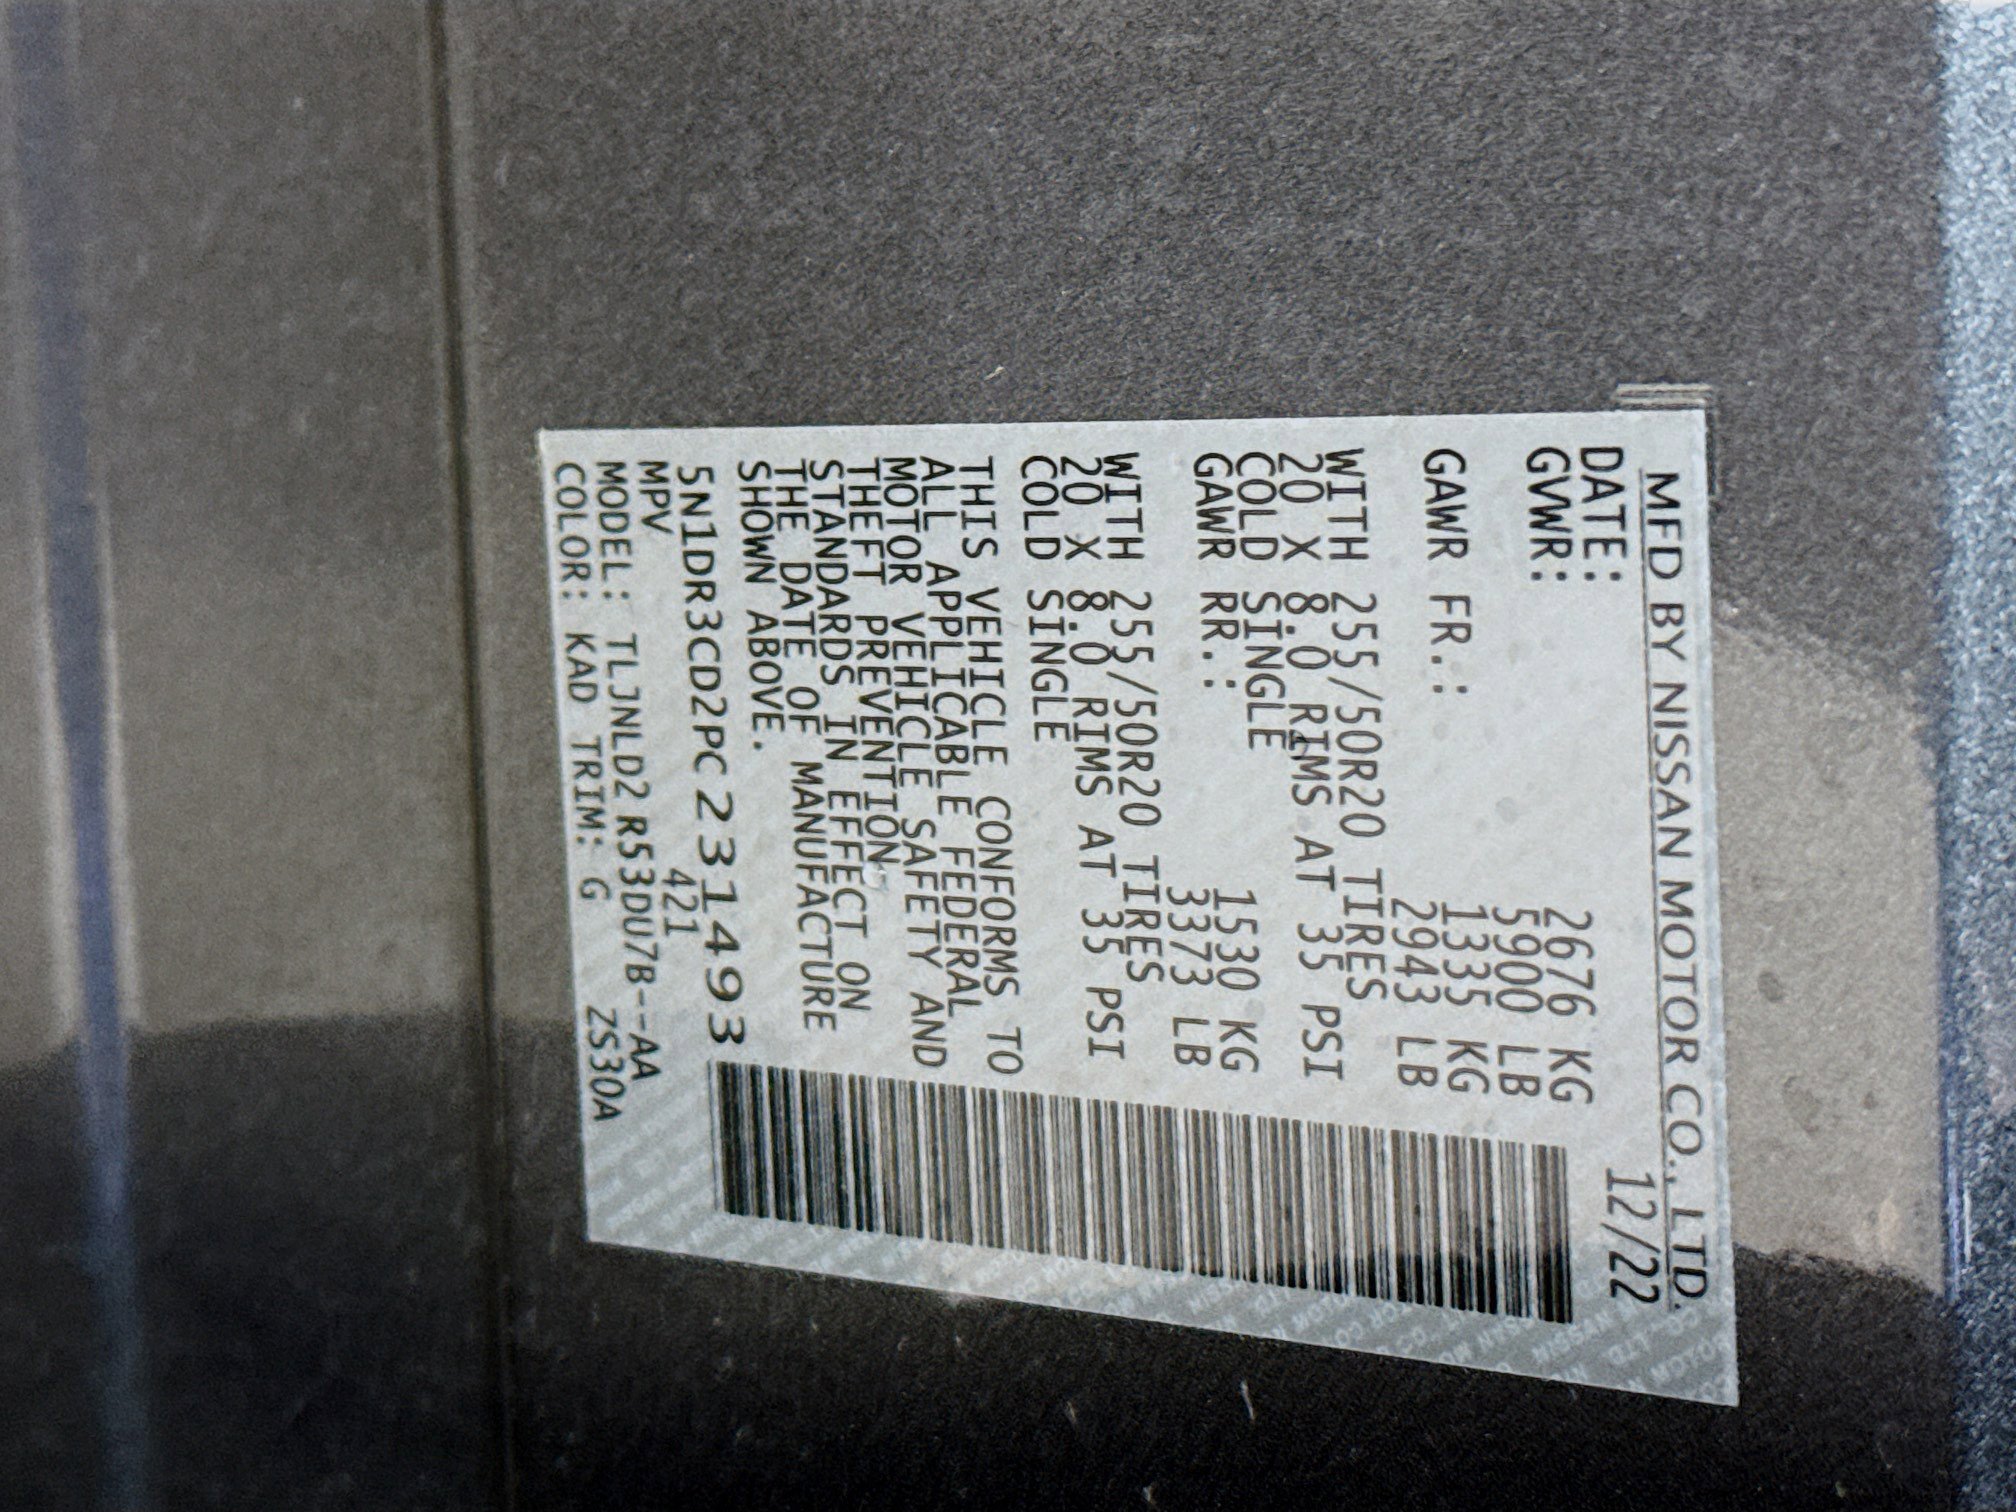 MFD BY NISSAN MOTOR CO., LTD.
DATE: 12/22
GVWR: 2676 KG
5900 LB
GAWR FR.: 1335 KG
2943 LB
WITH 255/50R20 TIRES
20 X 8.0 RIMS AT 35 PSI
COLD SINGLE
GAWR RR.: 1530 KG
3373 LB
WITH 255/50R20 TIRES
20 X 8.0 RIMS AT 35 PSI
COLD SINGLE
THIS VEHICLE CONFORMS TO
ALL APPLICABLE FEDERAL
MOTOR VEHICLE SAFETY AND
THEFT PREVENTION
STANDARDS IN EFFECT ON
THE DATE OF MANUFACTURE
SHOWN ABOVE.
5N1DR3CD2PC231493
MPV 421
MODEL: TLJNLD2 R53DU7B--AA
COLOR: KAD TRIM: G ZS30A